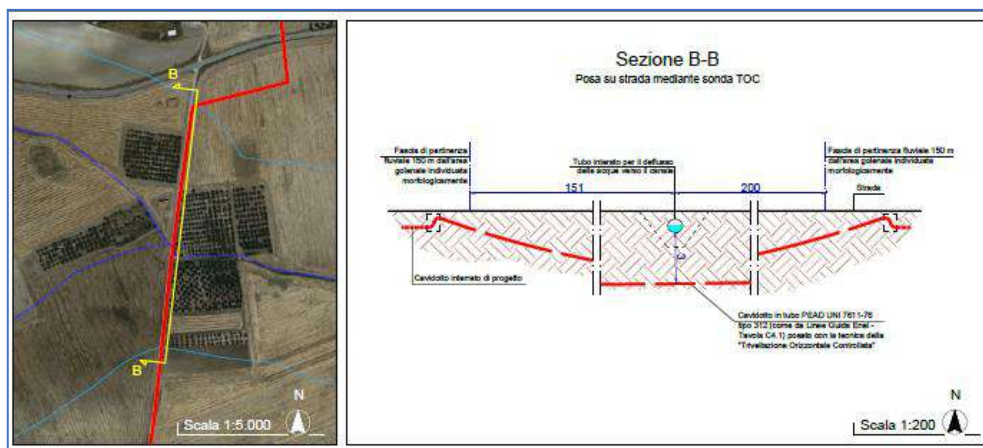 B
B
N
Scala 1:5.000
Sezione B-B
Posa su strada mediante sonda TOC
Fascia di pertinenza
fluviale 150 m dall'area
golenale individuata
morfologicamente
Tubo interrato per il deflusso
delle acque verso il canale
Fascia di pertinenza fluviale 150 m
dall'area golenale individuata
morfologicamente
Strada
151
200
3
Cavidotto interrato di progetto
Cavidotto in tubo PEAD UNI 7611-76
tipo 312 (come da Linee Guida Enel -
Tavola C4.1) posato con la tecnica della
"Trivellazione Orizzontale Controllata"
N
Scala 1:200